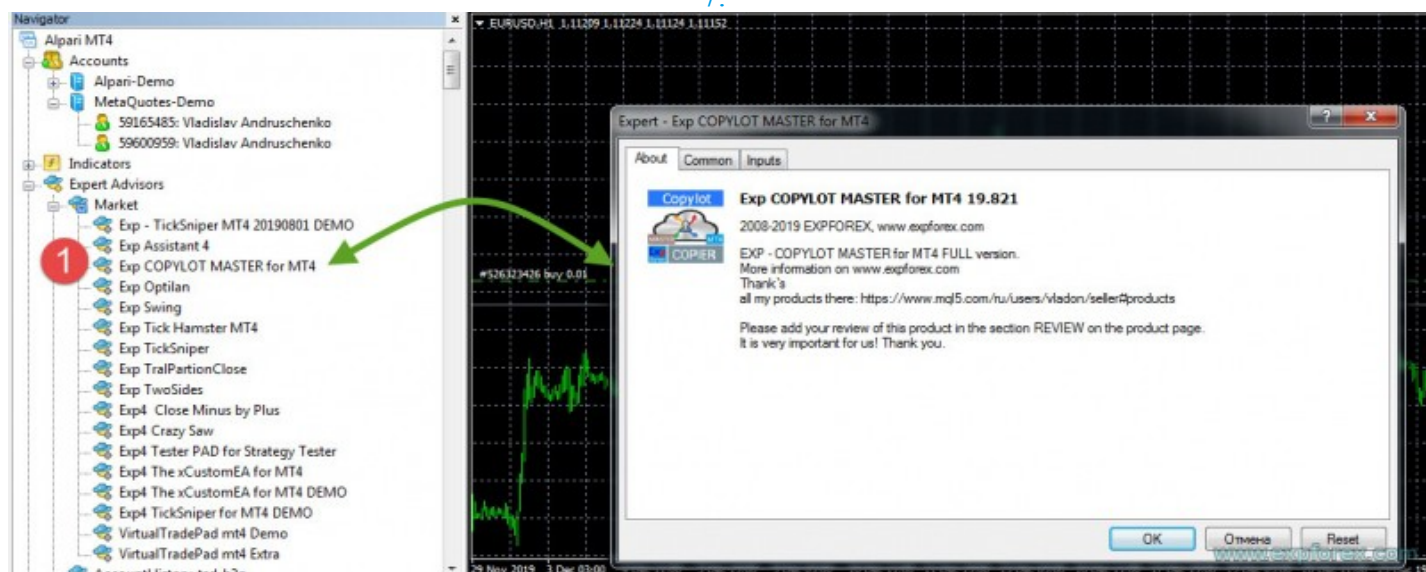 Navigator
Alpari MT4
Accounts
Alpari-Demo
MetaQuotes-Demo
59165485: Vladislav Andruschenko
59600959: Vladislav Andruschenko
Indicators
Expert Advisors
Market
Exp - TickSniper MT4 20190801 DEMO
Exp Assistant 4
1
Exp COPYLOT MASTER for MT4
Exp Optilan
Exp Swing
Exp Tick Hamster MT4
Exp TickSniper
Exp TralPartionClose
Exp TwoSides
Exp4 Close Minus by Plus
Exp4 Crazy Saw
Exp4 Tester PAD for Strategy Tester
Exp4 The xCustomEA for MT4
Exp4 The xCustomEA for MT4 DEMO
Exp4 TickSniper for MT4 DEMO
VirtualTradePad mt4 Demo
VirtualTradePad mt4 Extra
EURUSD,H1 1.11209 1.11224 1.11124 1.11152
#526323426 buy 0.01
29 Nov 2019 3 Dec 03:00
Expert - Exp COPYLOT MASTER for MT4
About Common Inputs
Copylot
MASTER MT4
COPIER
Exp COPYLOT MASTER for MT4 19.821
2008-2019 EXPFOREX, www.expforex.com
EXP - COPYLOT MASTER for MT4 FULL version.
More information on www.expforex.com
Thank`s
all my products there: https://www.mql5.com/ru/users/vladon/seller#products
Please add your review of this product in the section REVIEW on the product page.
It is very important for us! Thank you.
OK Отмена Reset
www.expforex.com